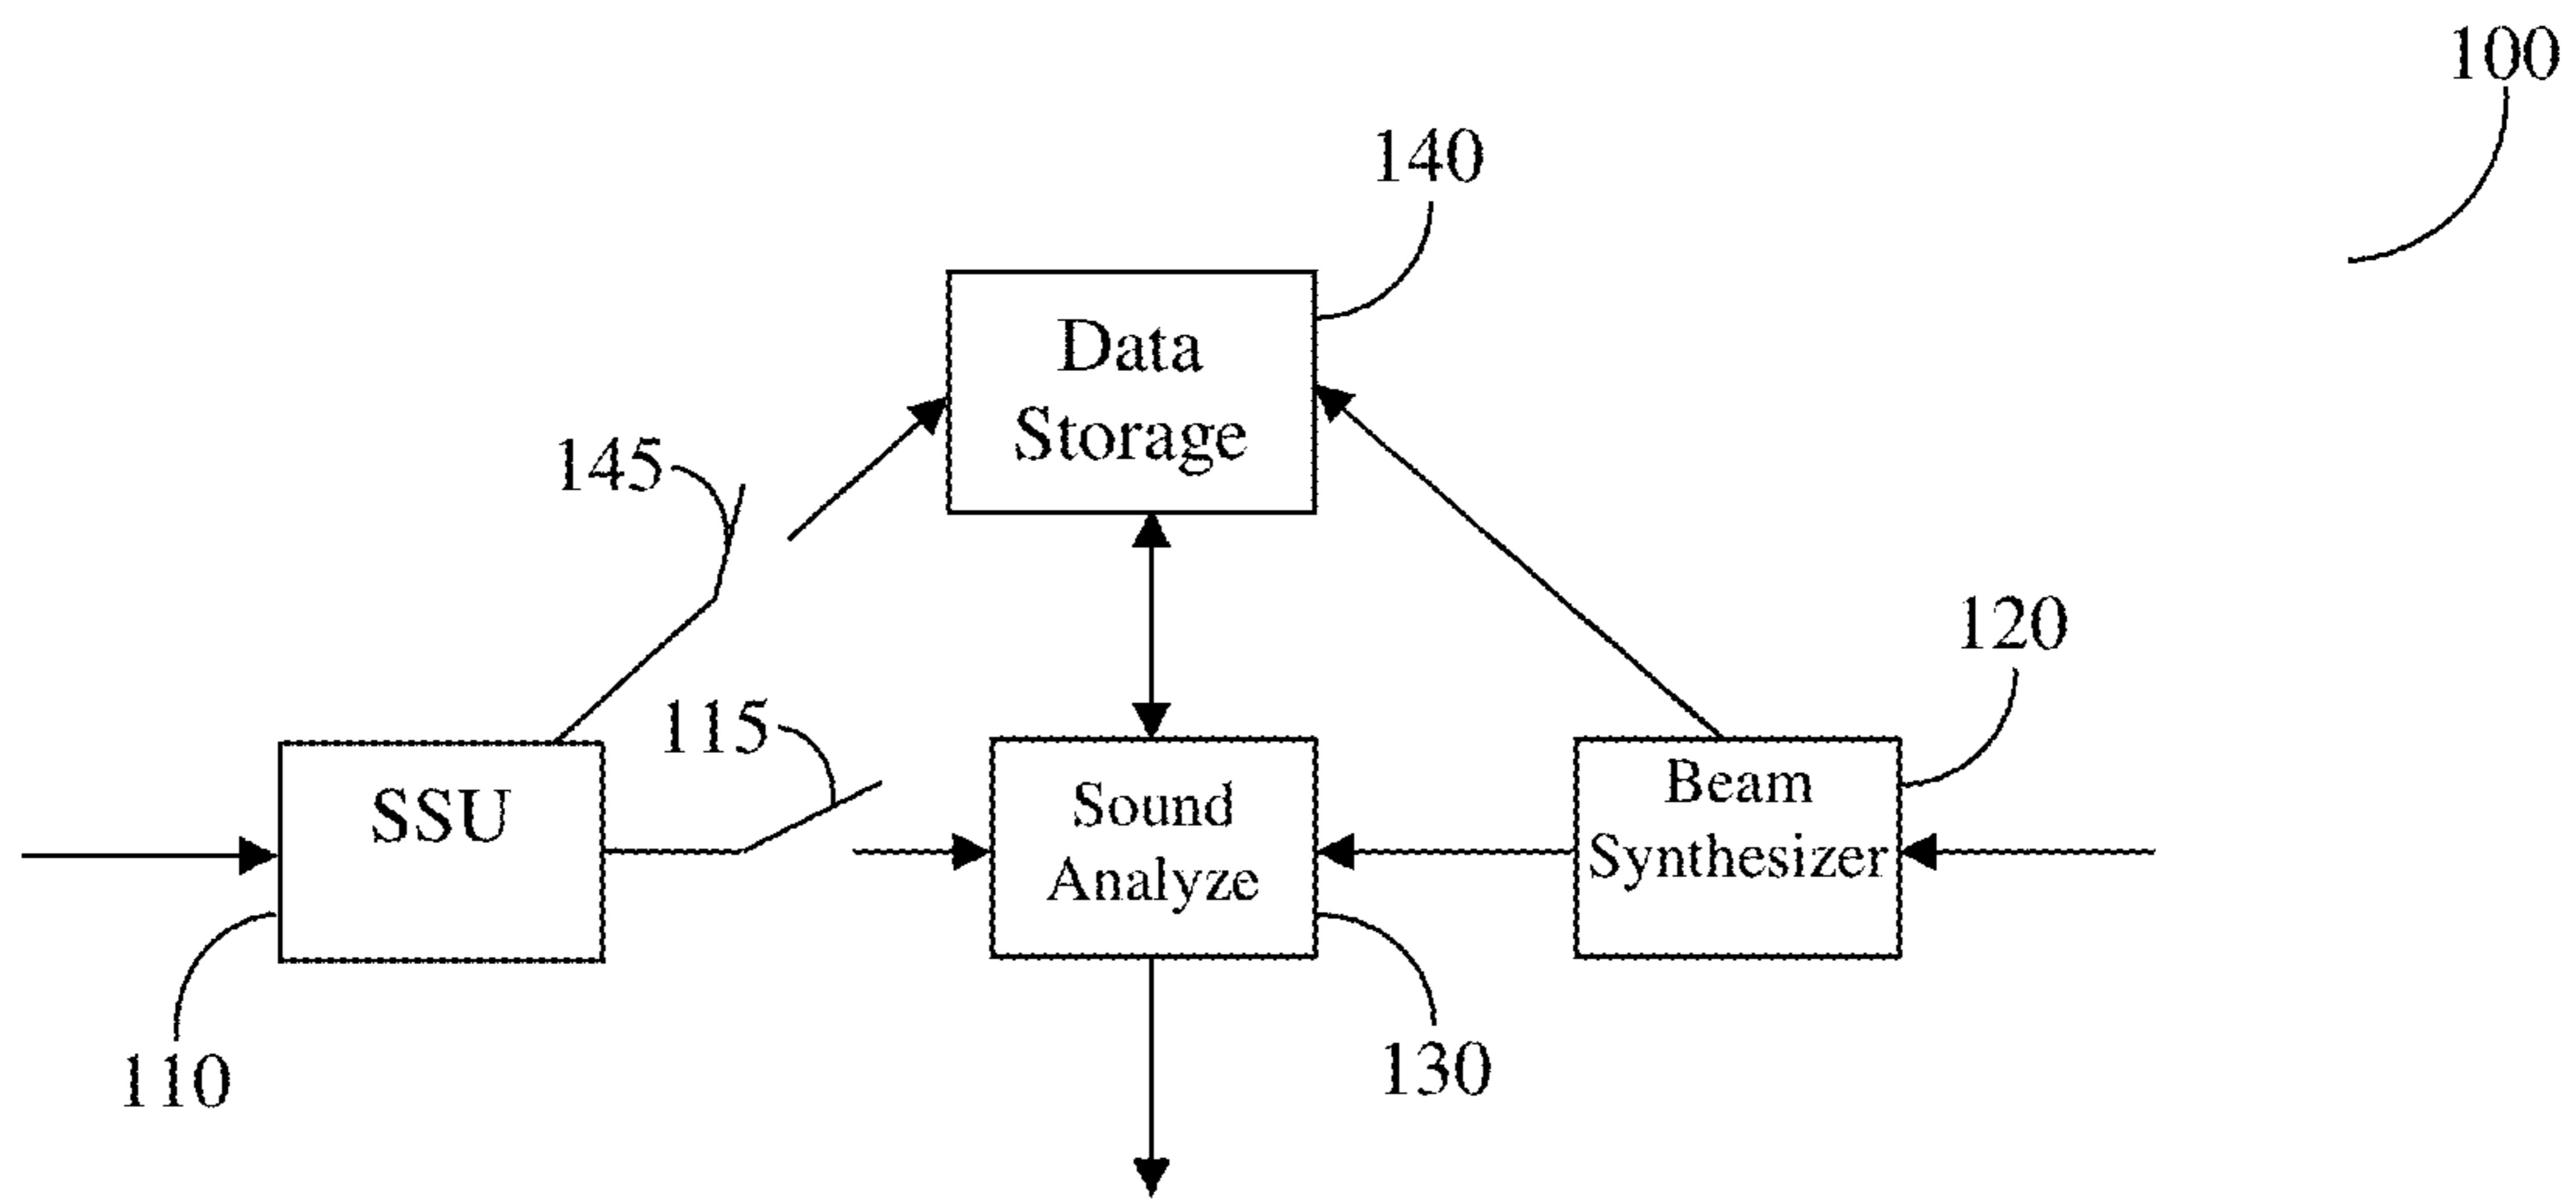 100
140
Data
Storage
145
120
115
SSU
Sound
Analyze
Beam
Synthesizer
110
130